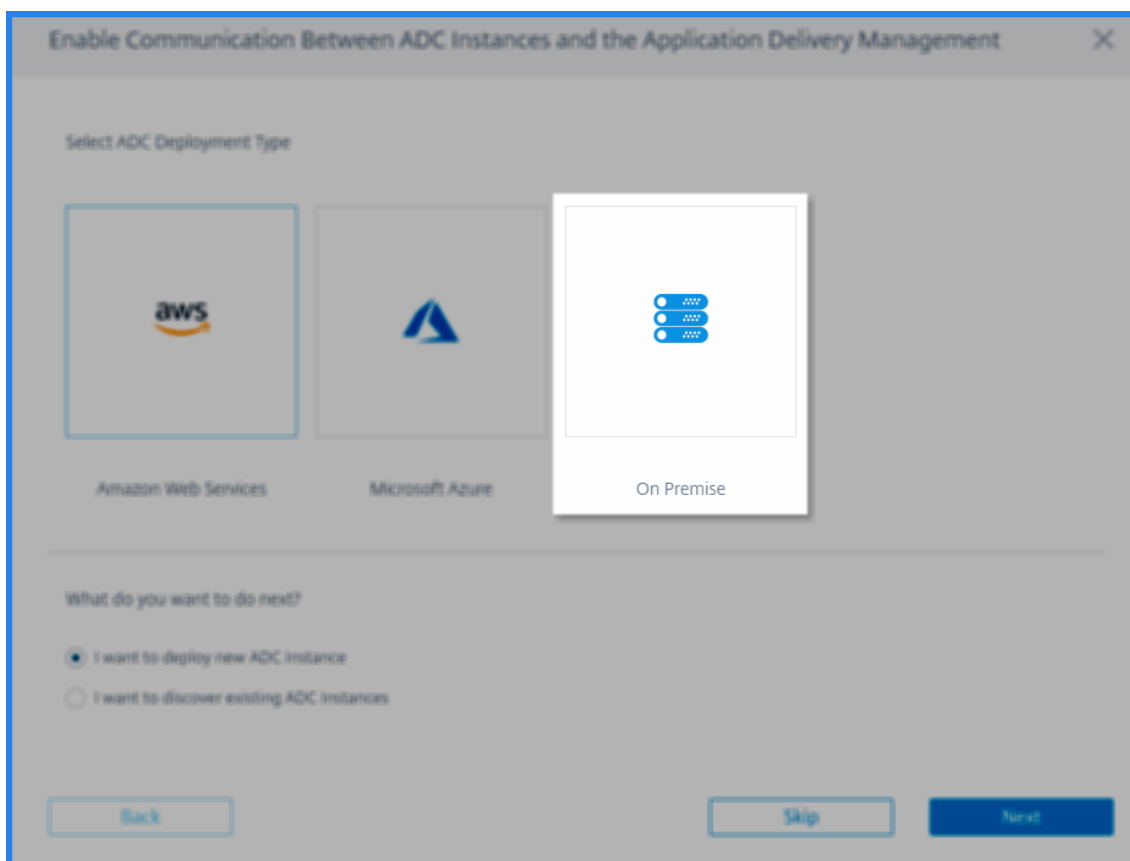 Enable Communication Between ADC Instances and the Application Delivery Management
Select ADC Deployment Type
aws
Amazon Web Services
Microsoft Azure
On Premise
What do you want to do next?
I want to deploy new ADC Instance
I want to discover existing ADC Instances
Back
Skip
Next